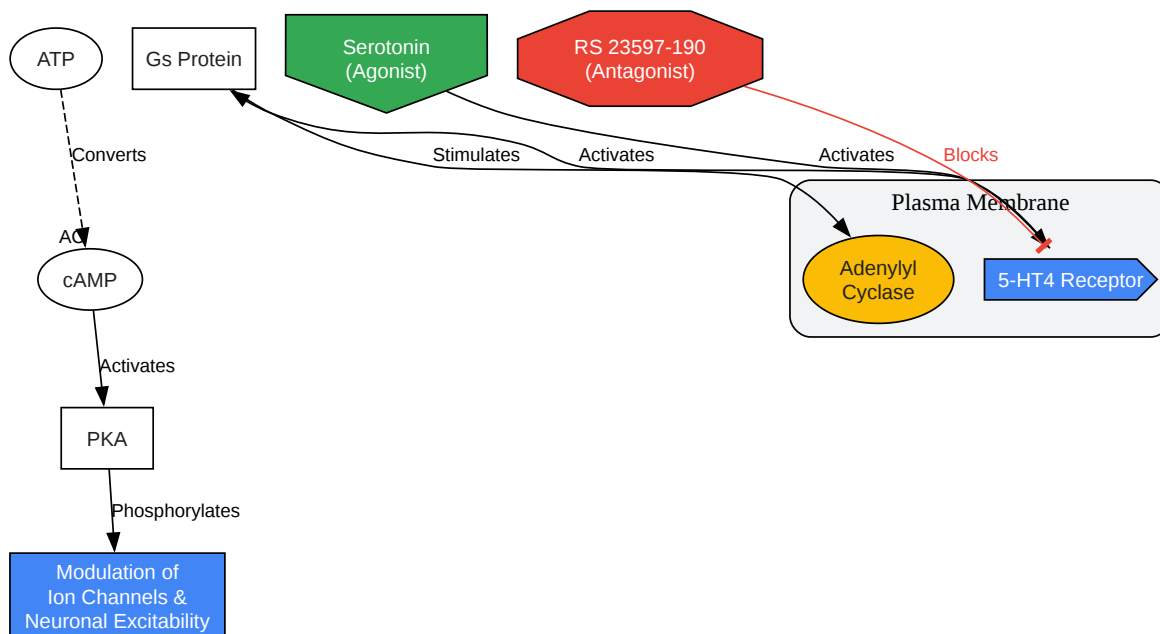 ATP
Gs Protein
Serotonin
(Agonist)
RS 23597-190
(Antagonist)
Converts
Stimulates
Activates
Activates
Blocks
Plasma Membrane
AC
cAMP
Adenylyl
Cyclase
5-HT4 Receptor
Activates
PKA
Phosphorylates
Modulation of
Ion Channels &
Neuronal Excitability